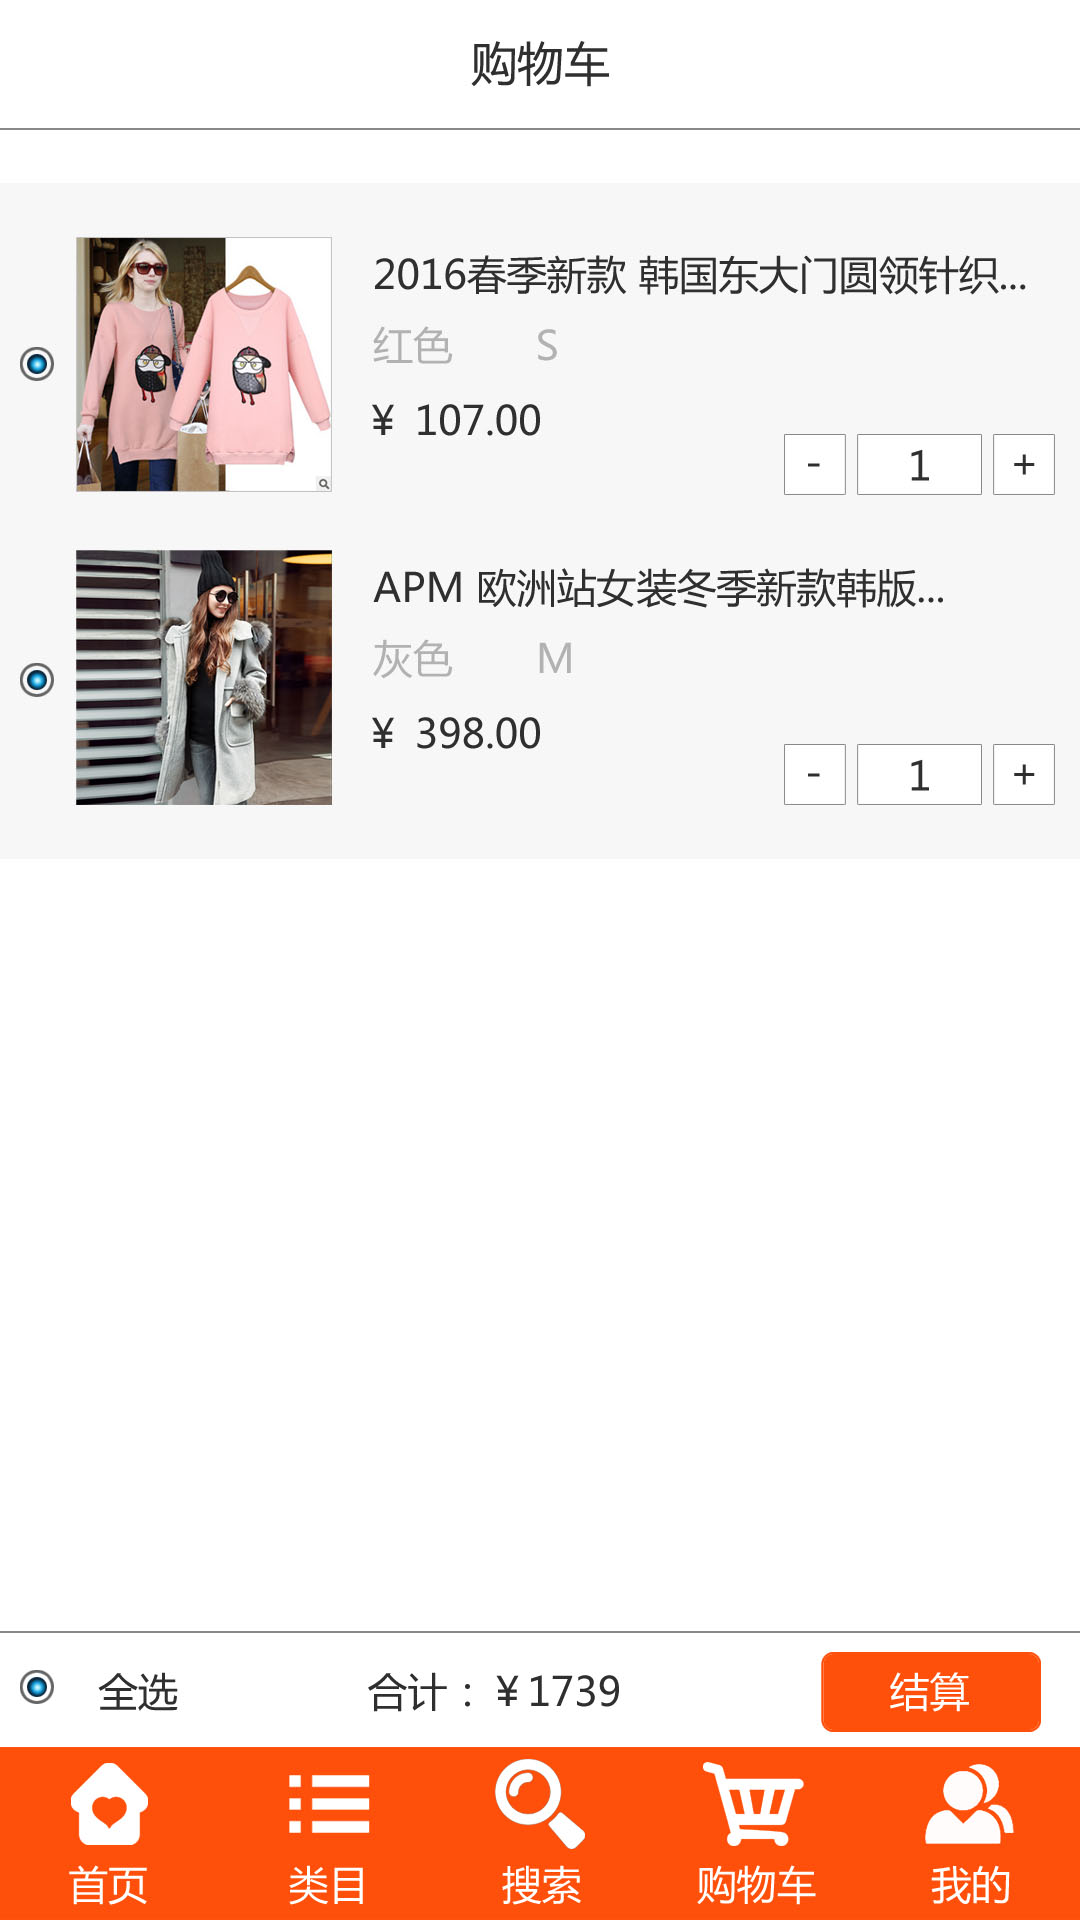 购物车
2016春季新款 韩国东大门圆领针织...
红色 S
¥ 107.00
- 1 +
APM 欧洲站女装冬季新款韩版...
灰色 M
¥ 398.00
- 1 +
全选 合计：¥1739 结算
首页 类目 搜索 购物车 我的